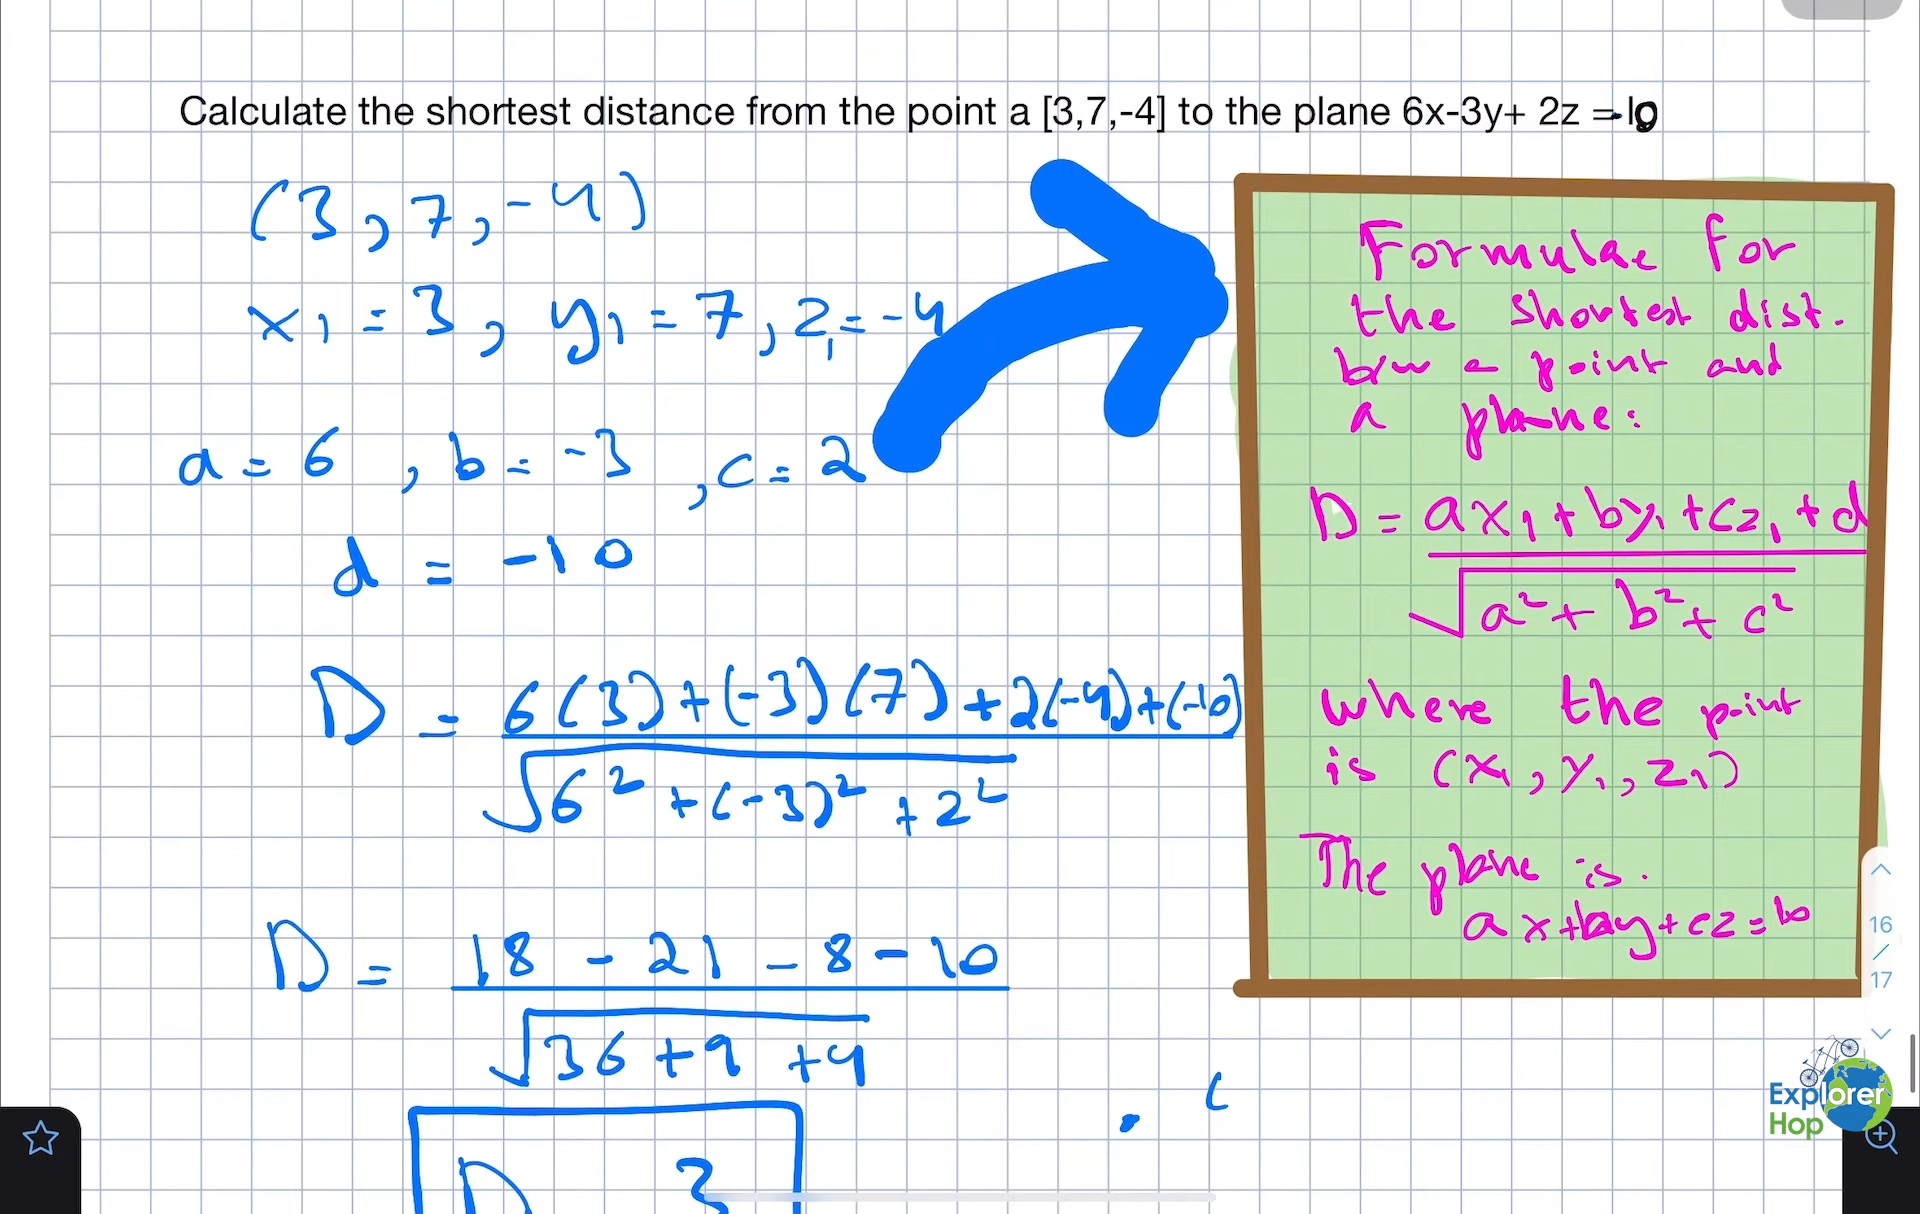 Calculate the shortest distance from the point a [3,7,-4] to the plane 6x-3y+ 2z =-10
(3, 7, -4)
x₁ = 3, y₁ = 7, z₁ = -4
a = 6, b = -3, c = 2
d = -10
D = 6(3)+(-3)(7)+2(-4)+(-10)
√6² +(-3)² +2²
D = 18 - 21 - 8 - 10
√36 +9 +4
D 3
Formulae for
the shortest dist.
b/w a point and
a plane:
D = ax₁+by₁+cz₁+d
√a²+ b²+ c²
where the point
is (x₁, y₁, z₁)
The plane is.
ax+by+cz=
16
/
17
Explorer
Hop